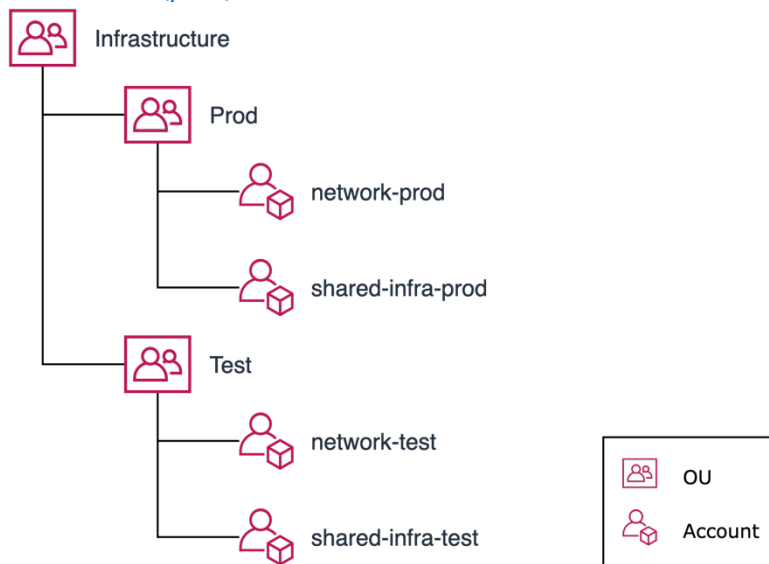 Infrastructure
Prod
network-prod
shared-infra-prod
Test
network-test
shared-infra-test
OU
Account